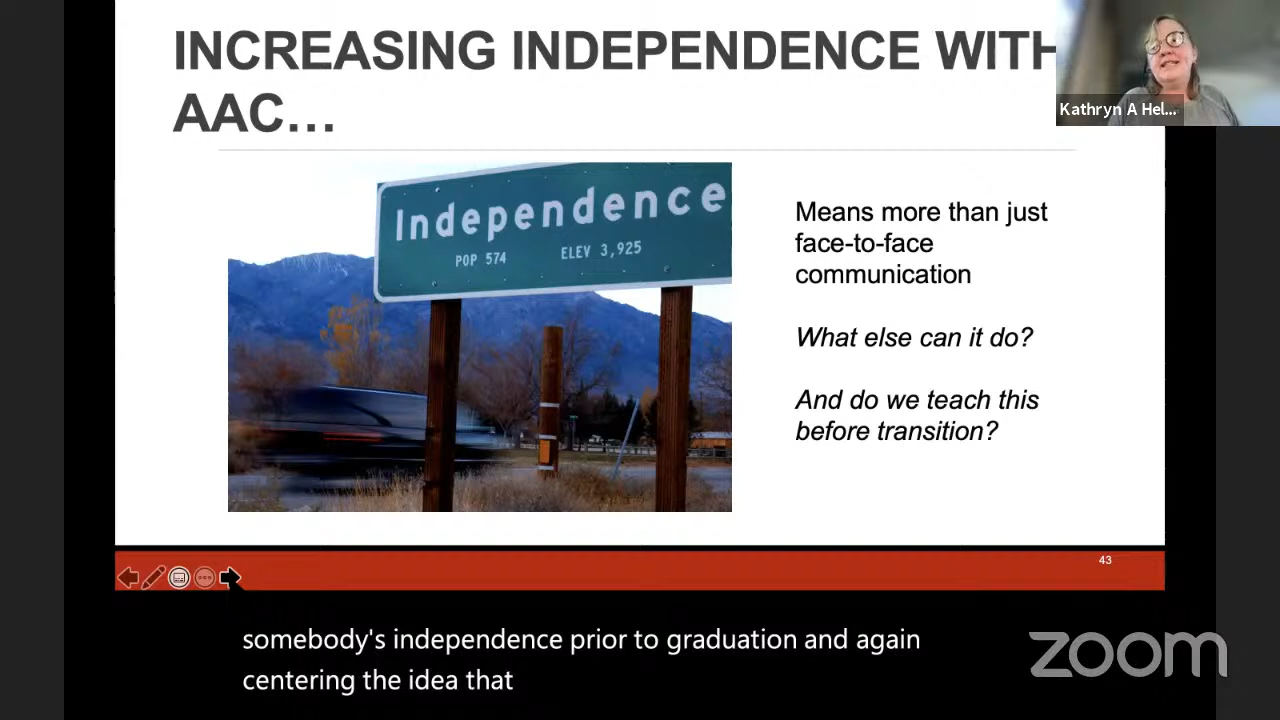 INCREASING INDEPENDENCE WITH
AAC…
Kathryn A Hel...
Independence
POP 574
ELEV 3,925
Means more than just
face-to-face
communication
What else can it do?
And do we teach this
before transition?
43
somebody's independence prior to graduation and again
centering the idea that
zoom